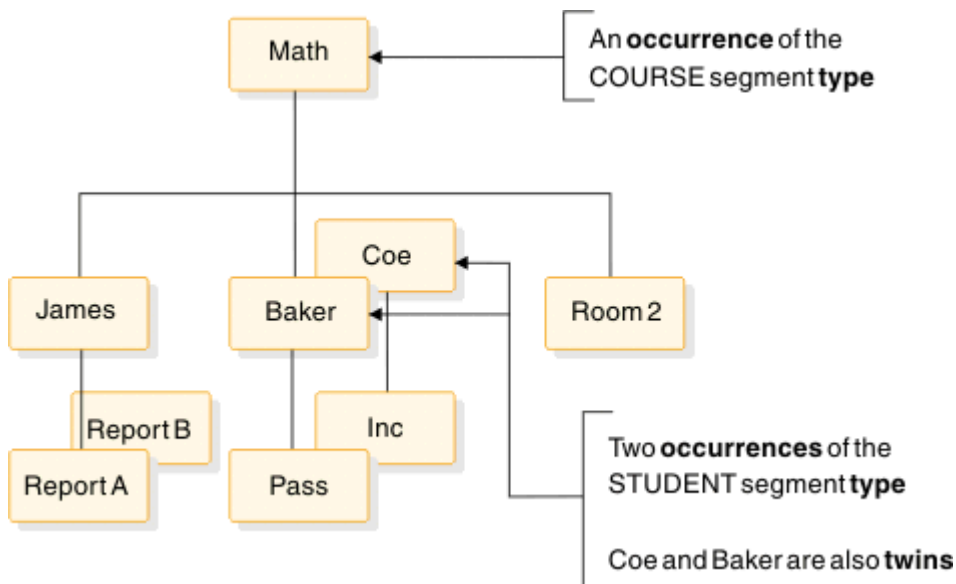 Math
An occurrence of the
COURSE segment type
Coe
James
Baker
Room 2
Report B
Inc
Report A
Pass
Two occurrences of the
STUDENT segment type
Coe and Baker are also twins